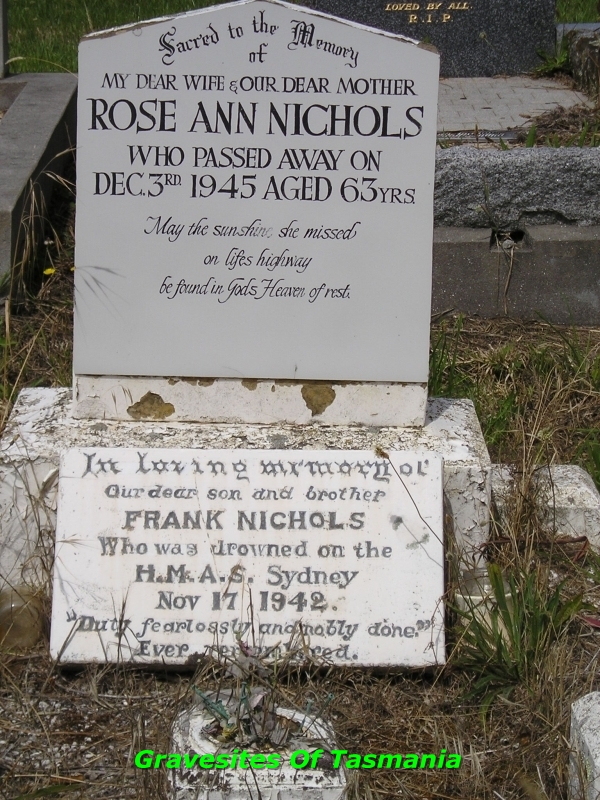 LOVED BY ALL
R.I.P.
Sacred to the Memory
of
MY DEAR WIFE & OUR DEAR MOTHER
ROSE ANN NICHOLS
WHO PASSED AWAY ON
DEC. 3RD. 1945 AGED 63 YRS.
May the sunshine she missed
on lifes highway
be found in God's Heaven of rest.
In loving memory of
Our dear son and brother
FRANK NICHOLS
Who was drowned on the
H.M.A.S. Sydney
Nov 17 1942.
"Duty fearlessly and nobly done."
Ever remembered.
Gravesites Of Tasmania